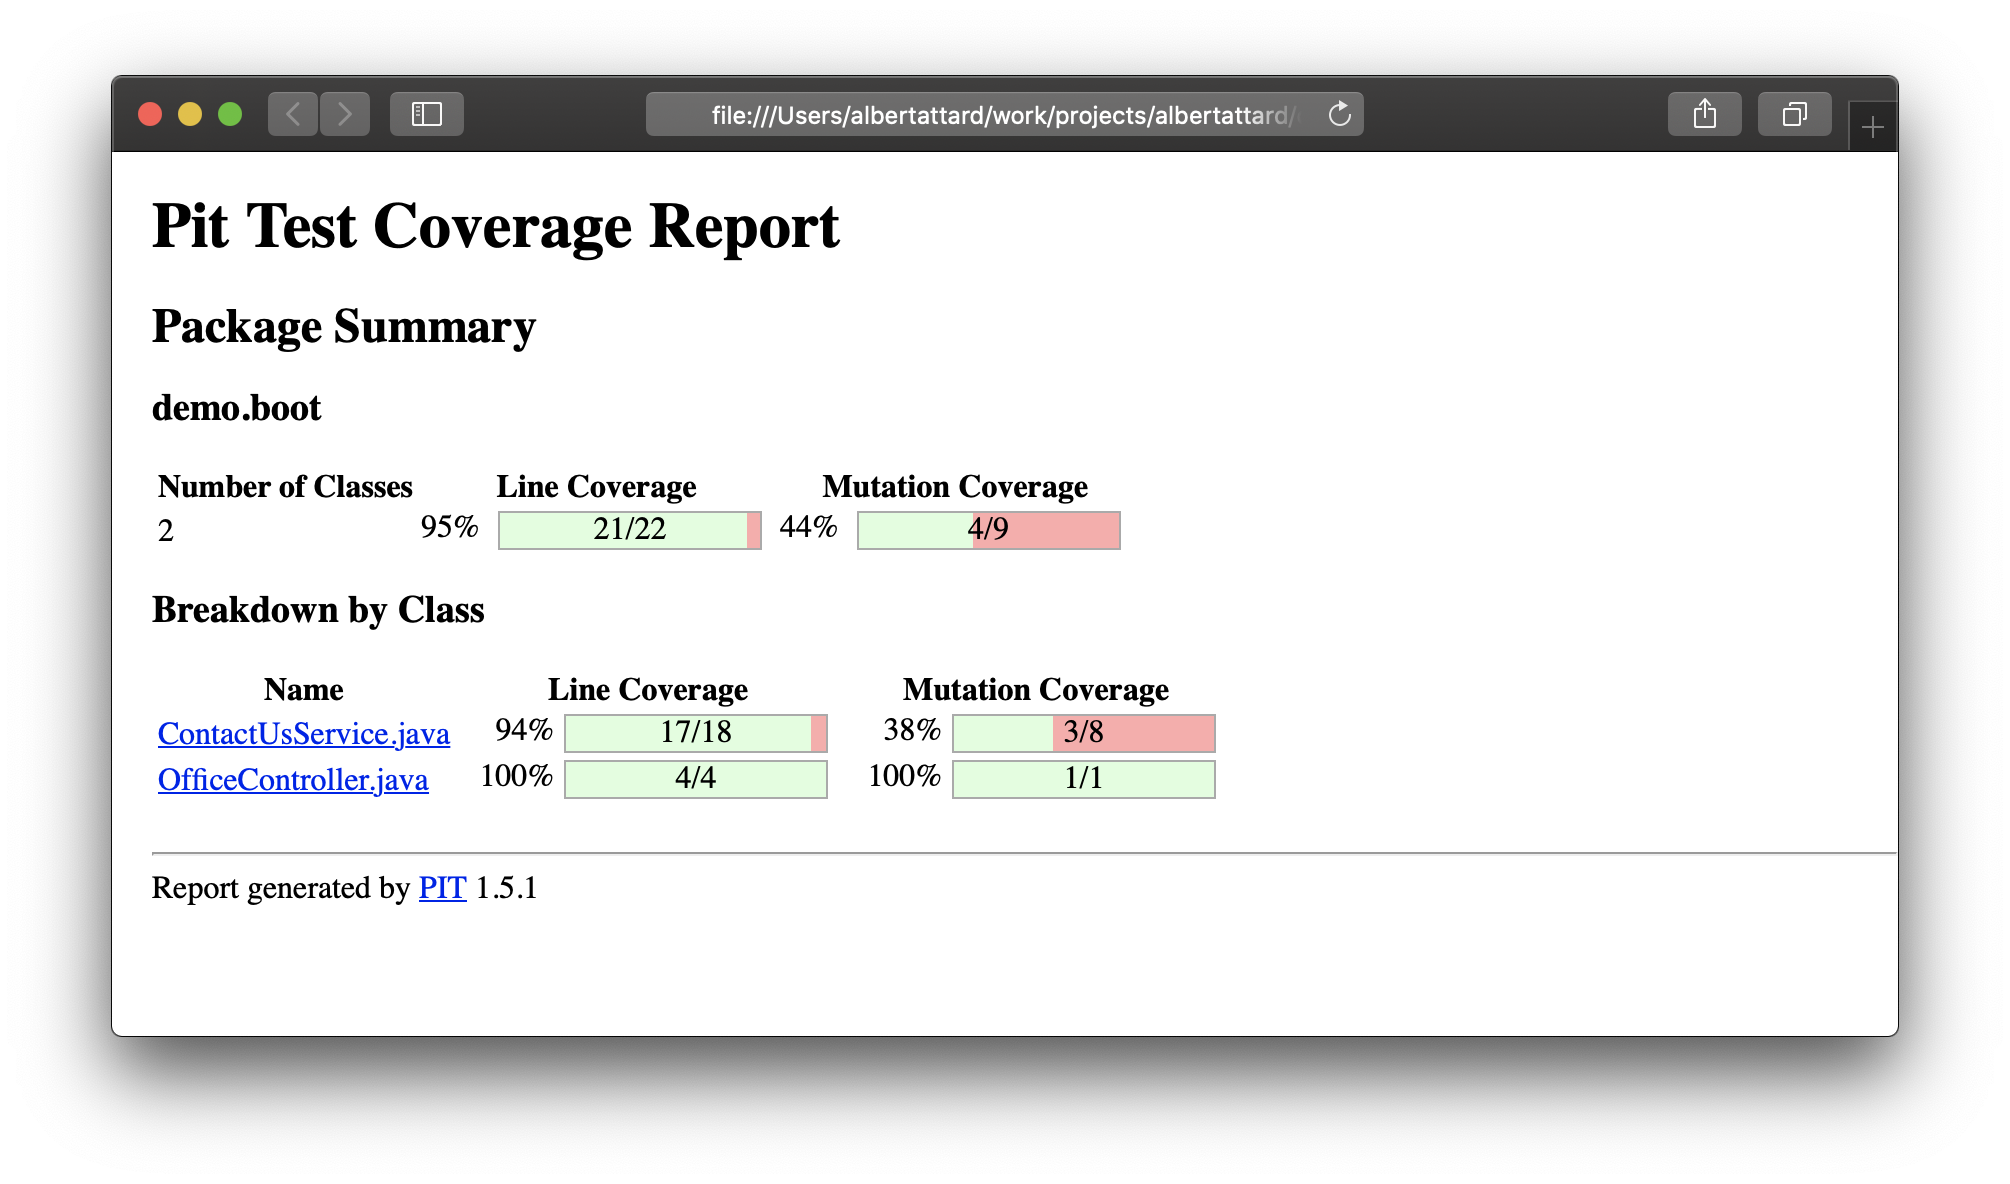 file:///Users/albertattard/work/projects/albertattard/
Pit Test Coverage Report
Package Summary
demo.boot
Number of Classes Line Coverage Mutation Coverage
2 95% 21/22 44% 4/9
Breakdown by Class
Name Line Coverage Mutation Coverage
ContactUsService.java 94% 17/18 38% 3/8
OfficeController.java 100% 4/4 100% 1/1
Report generated by PIT 1.5.1